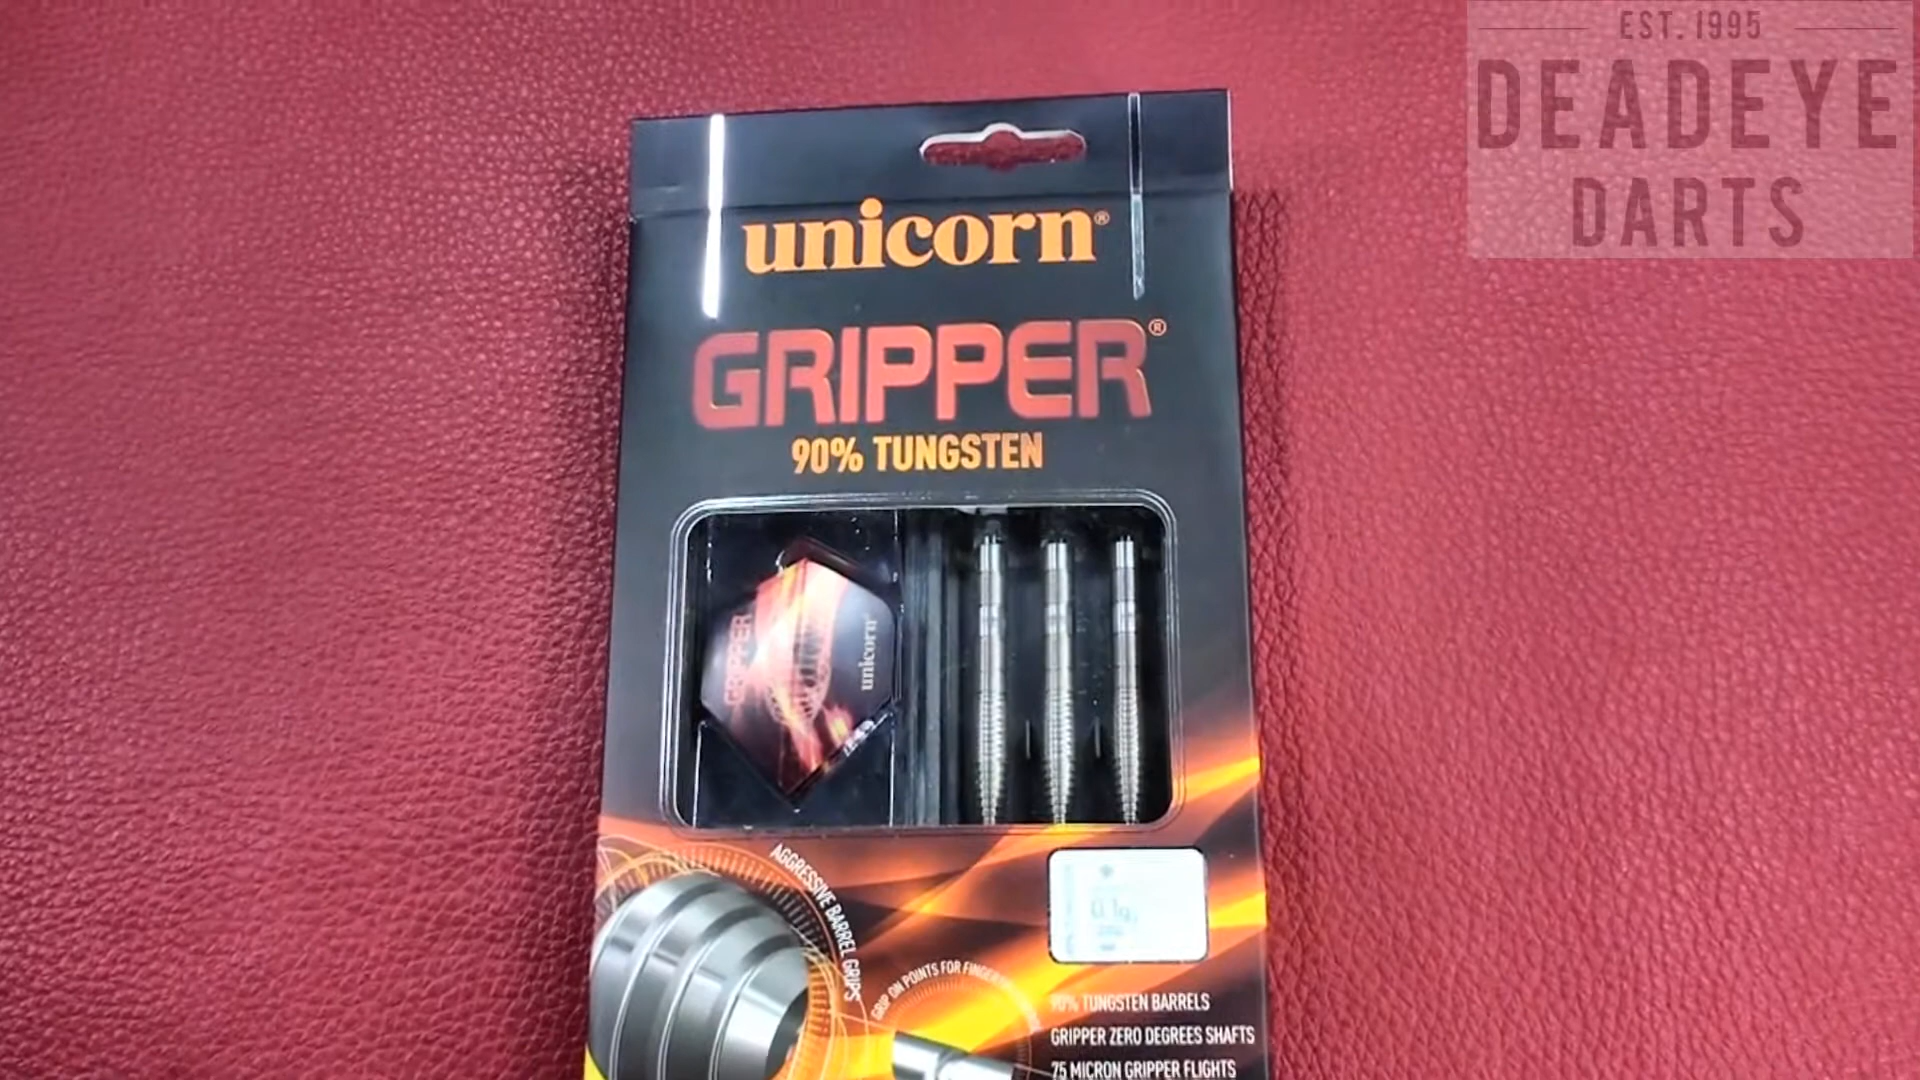 EST. 1995
DEADEYE
DARTS
unicorn®
GRIPPER®
90% TUNGSTEN
GRIPPER
unicorn
AGGRESSIVE BARREL GRIPS
GRIP ON POINTS FOR
90% TUNGSTEN BARRELS
GRIPPER ZERO DEGREES SHAFTS
75 MICRON GRIPPER FLIGHTS